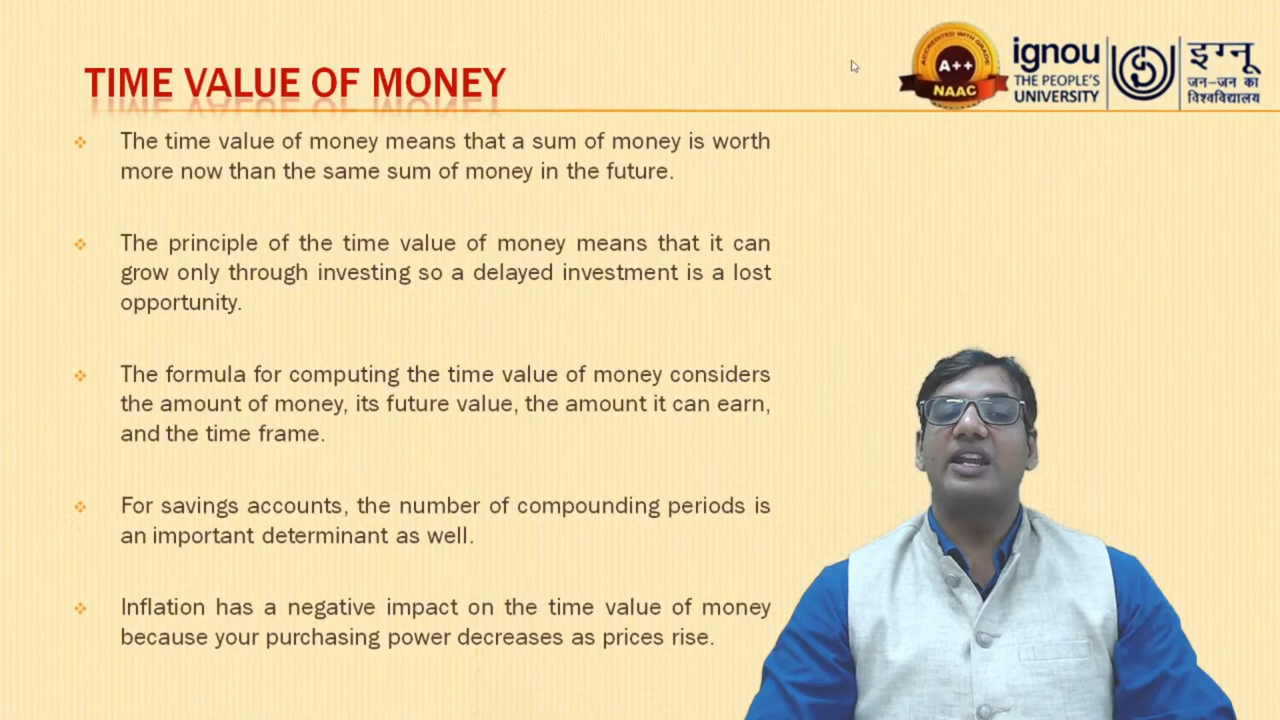 TIME VALUE OF MONEY
ACCREDITED WITH GRADE
A++
NAAC
ignou
THE PEOPLE'S
UNIVERSITY
इग्नू
जन-जन का
विश्वविद्यालय
The time value of money means that a sum of money is worth
more now than the same sum of money in the future.
The principle of the time value of money means that it can
grow only through investing so a delayed investment is a lost
opportunity.
The formula for computing the time value of money considers
the amount of money, its future value, the amount it can earn,
and the time frame.
For savings accounts, the number of compounding periods is
an important determinant as well.
Inflation has a negative impact on the time value of money
because your purchasing power decreases as prices rise.